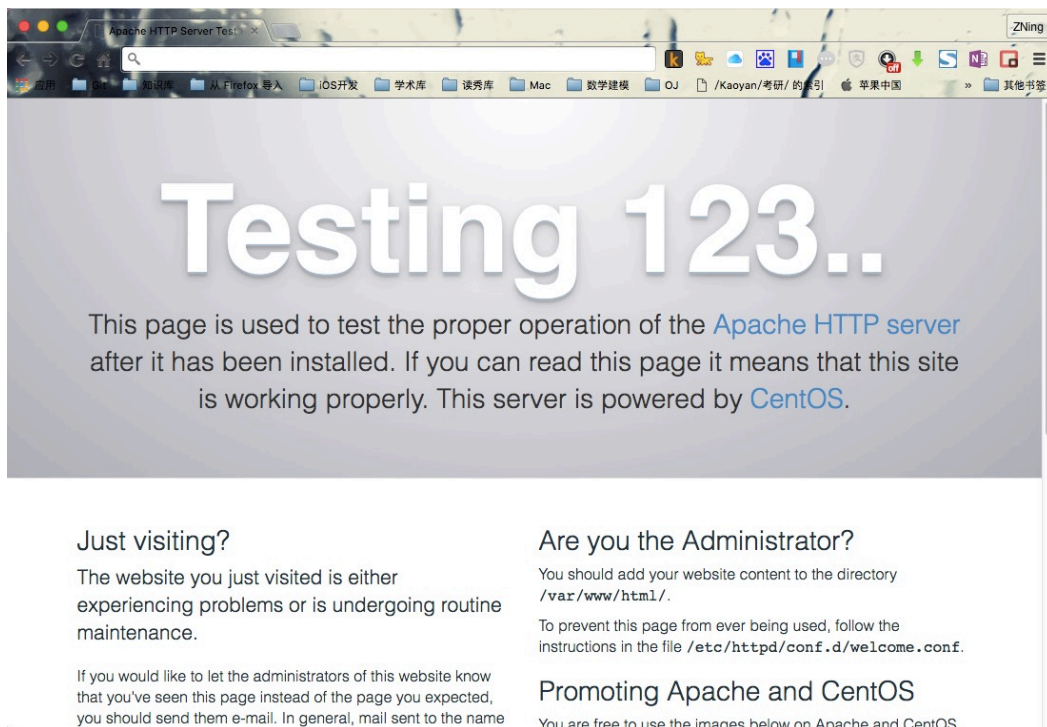 Apache HTTP Server Test
ZNing
应用
Git
知识库
从 Firefox 导入
iOS开发
学术库
读秀库
Mac
数学建模
OJ
/Kaoyan/考研/ 的索引
苹果中国
»
其他书签
Testing 123..
This page is used to test the proper operation of the Apache HTTP server
after it has been installed. If you can read this page it means that this site
is working properly. This server is powered by CentOS.
Just visiting?
The website you just visited is either
experiencing problems or is undergoing routine
maintenance.
If you would like to let the administrators of this website know
that you've seen this page instead of the page you expected,
you should send them e-mail. In general, mail sent to the name
Are you the Administrator?
You should add your website content to the directory
/var/www/html/.
To prevent this page from ever being used, follow the
instructions in the file /etc/httpd/conf.d/welcome.conf.
Promoting Apache and CentOS
You are free to use the images below on Apache and CentOS